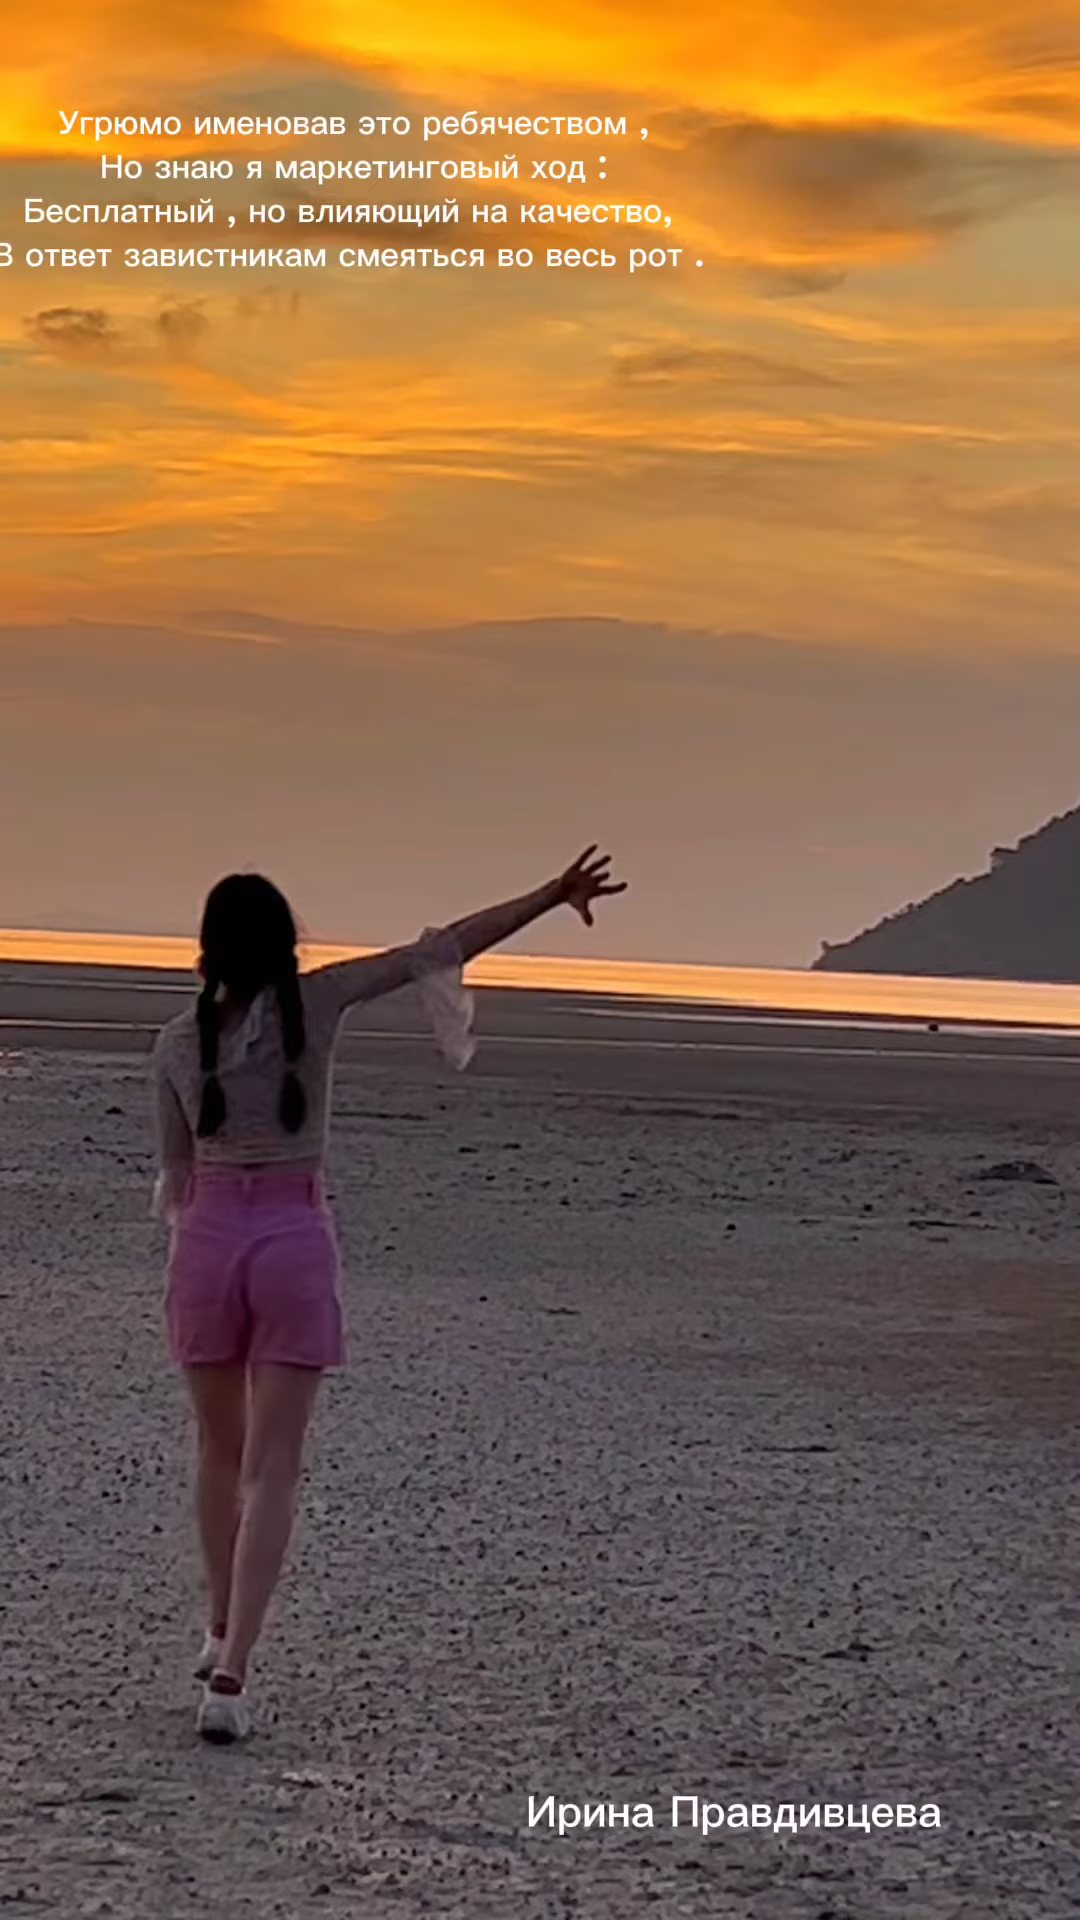 Угрюмо именовав это ребячеством ,
Но знаю я маркетинговый ход :
Бесплатный , но влияющий на качество,
В ответ завистникам смеяться во весь рот .
Ирина Правдивцева